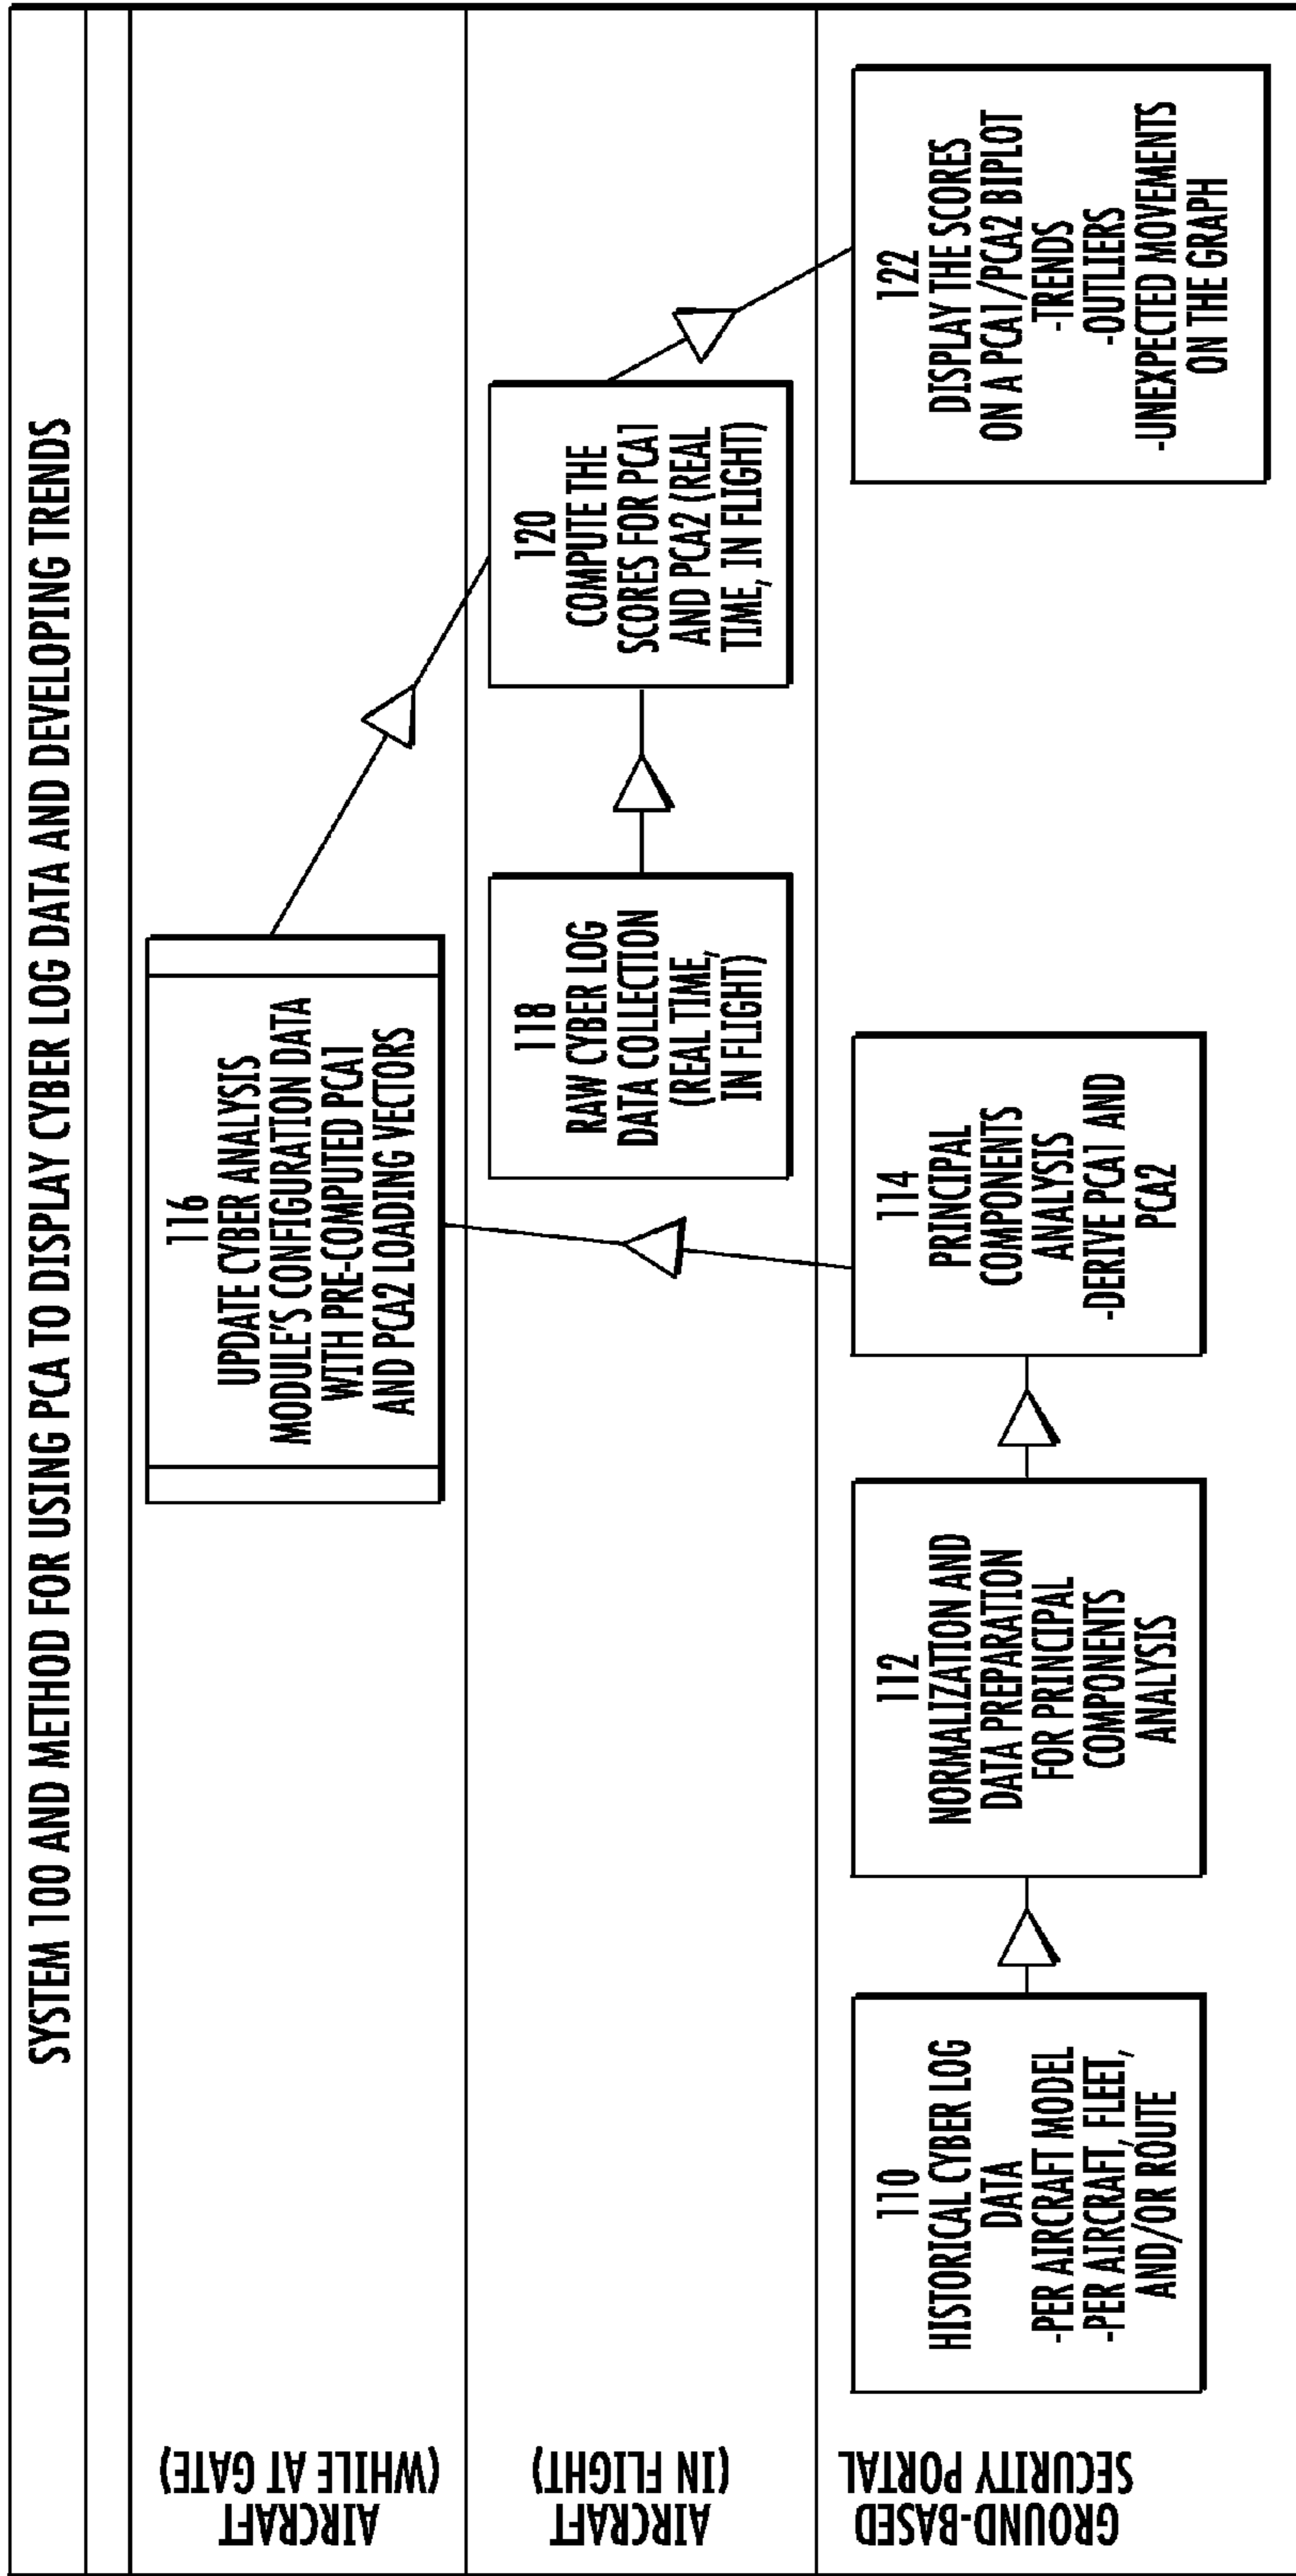 SYSTEM 100 AND METHOD FOR USING PCA TO DISPLAY CYBER LOG DATA AND DEVELOPING TRENDS
AIRCRAFT
(WHILE AT GATE)
116
UPDATE CYBER ANALYSIS
MODULE'S CONFIGURATION DATA
WITH PRE-COMPUTED PCA1
AND PCA2 LOADING VECTORS
AIRCRAFT
(IN FLIGHT)
118
RAW CYBER LOG
DATA COLLECTION
(REAL TIME,
IN FLIGHT)
120
COMPUTE THE
SCORES FOR PCA1
AND PCA2 (REAL
TIME, IN FLIGHT)
GROUND-BASED
SECURITY PORTAL
110
HISTORICAL CYBER LOG
DATA
-PER AIRCRAFT MODEL
-PER AIRCRAFT, FLEET,
AND/OR ROUTE
112
NORMALIZATION AND
DATA PREPARATION
FOR PRINCIPAL
COMPONENTS
ANALYSIS
114
PRINCIPAL
COMPONENTS
ANALYSIS
-DERIVE PCA1 AND
PCA2
122
DISPLAY THE SCORES
ON A PCA1/PCA2 BIPLOT
-TRENDS
-OUTLIERS
-UNEXPECTED MOVEMENTS
ON THE GRAPH